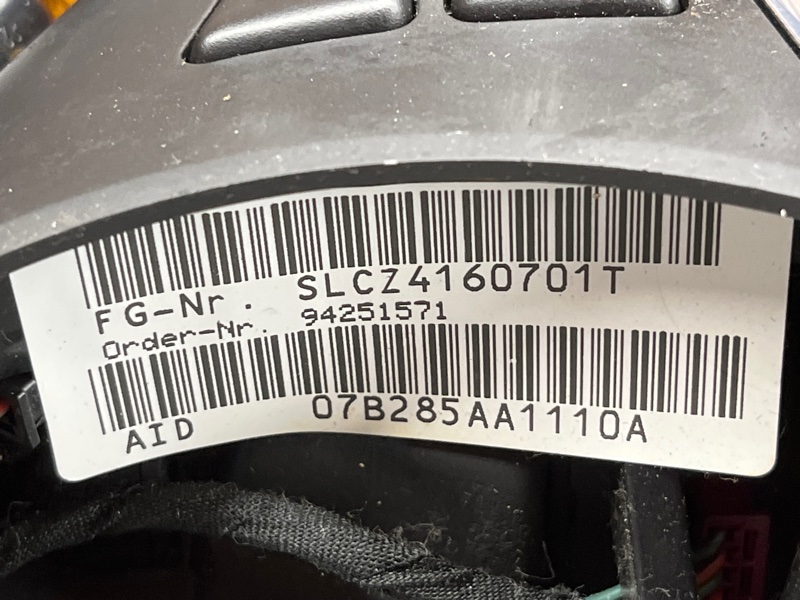 FG-Nr. SLCZ4160701T
Order-Nr. 94251571
AID 07B285AA1110A